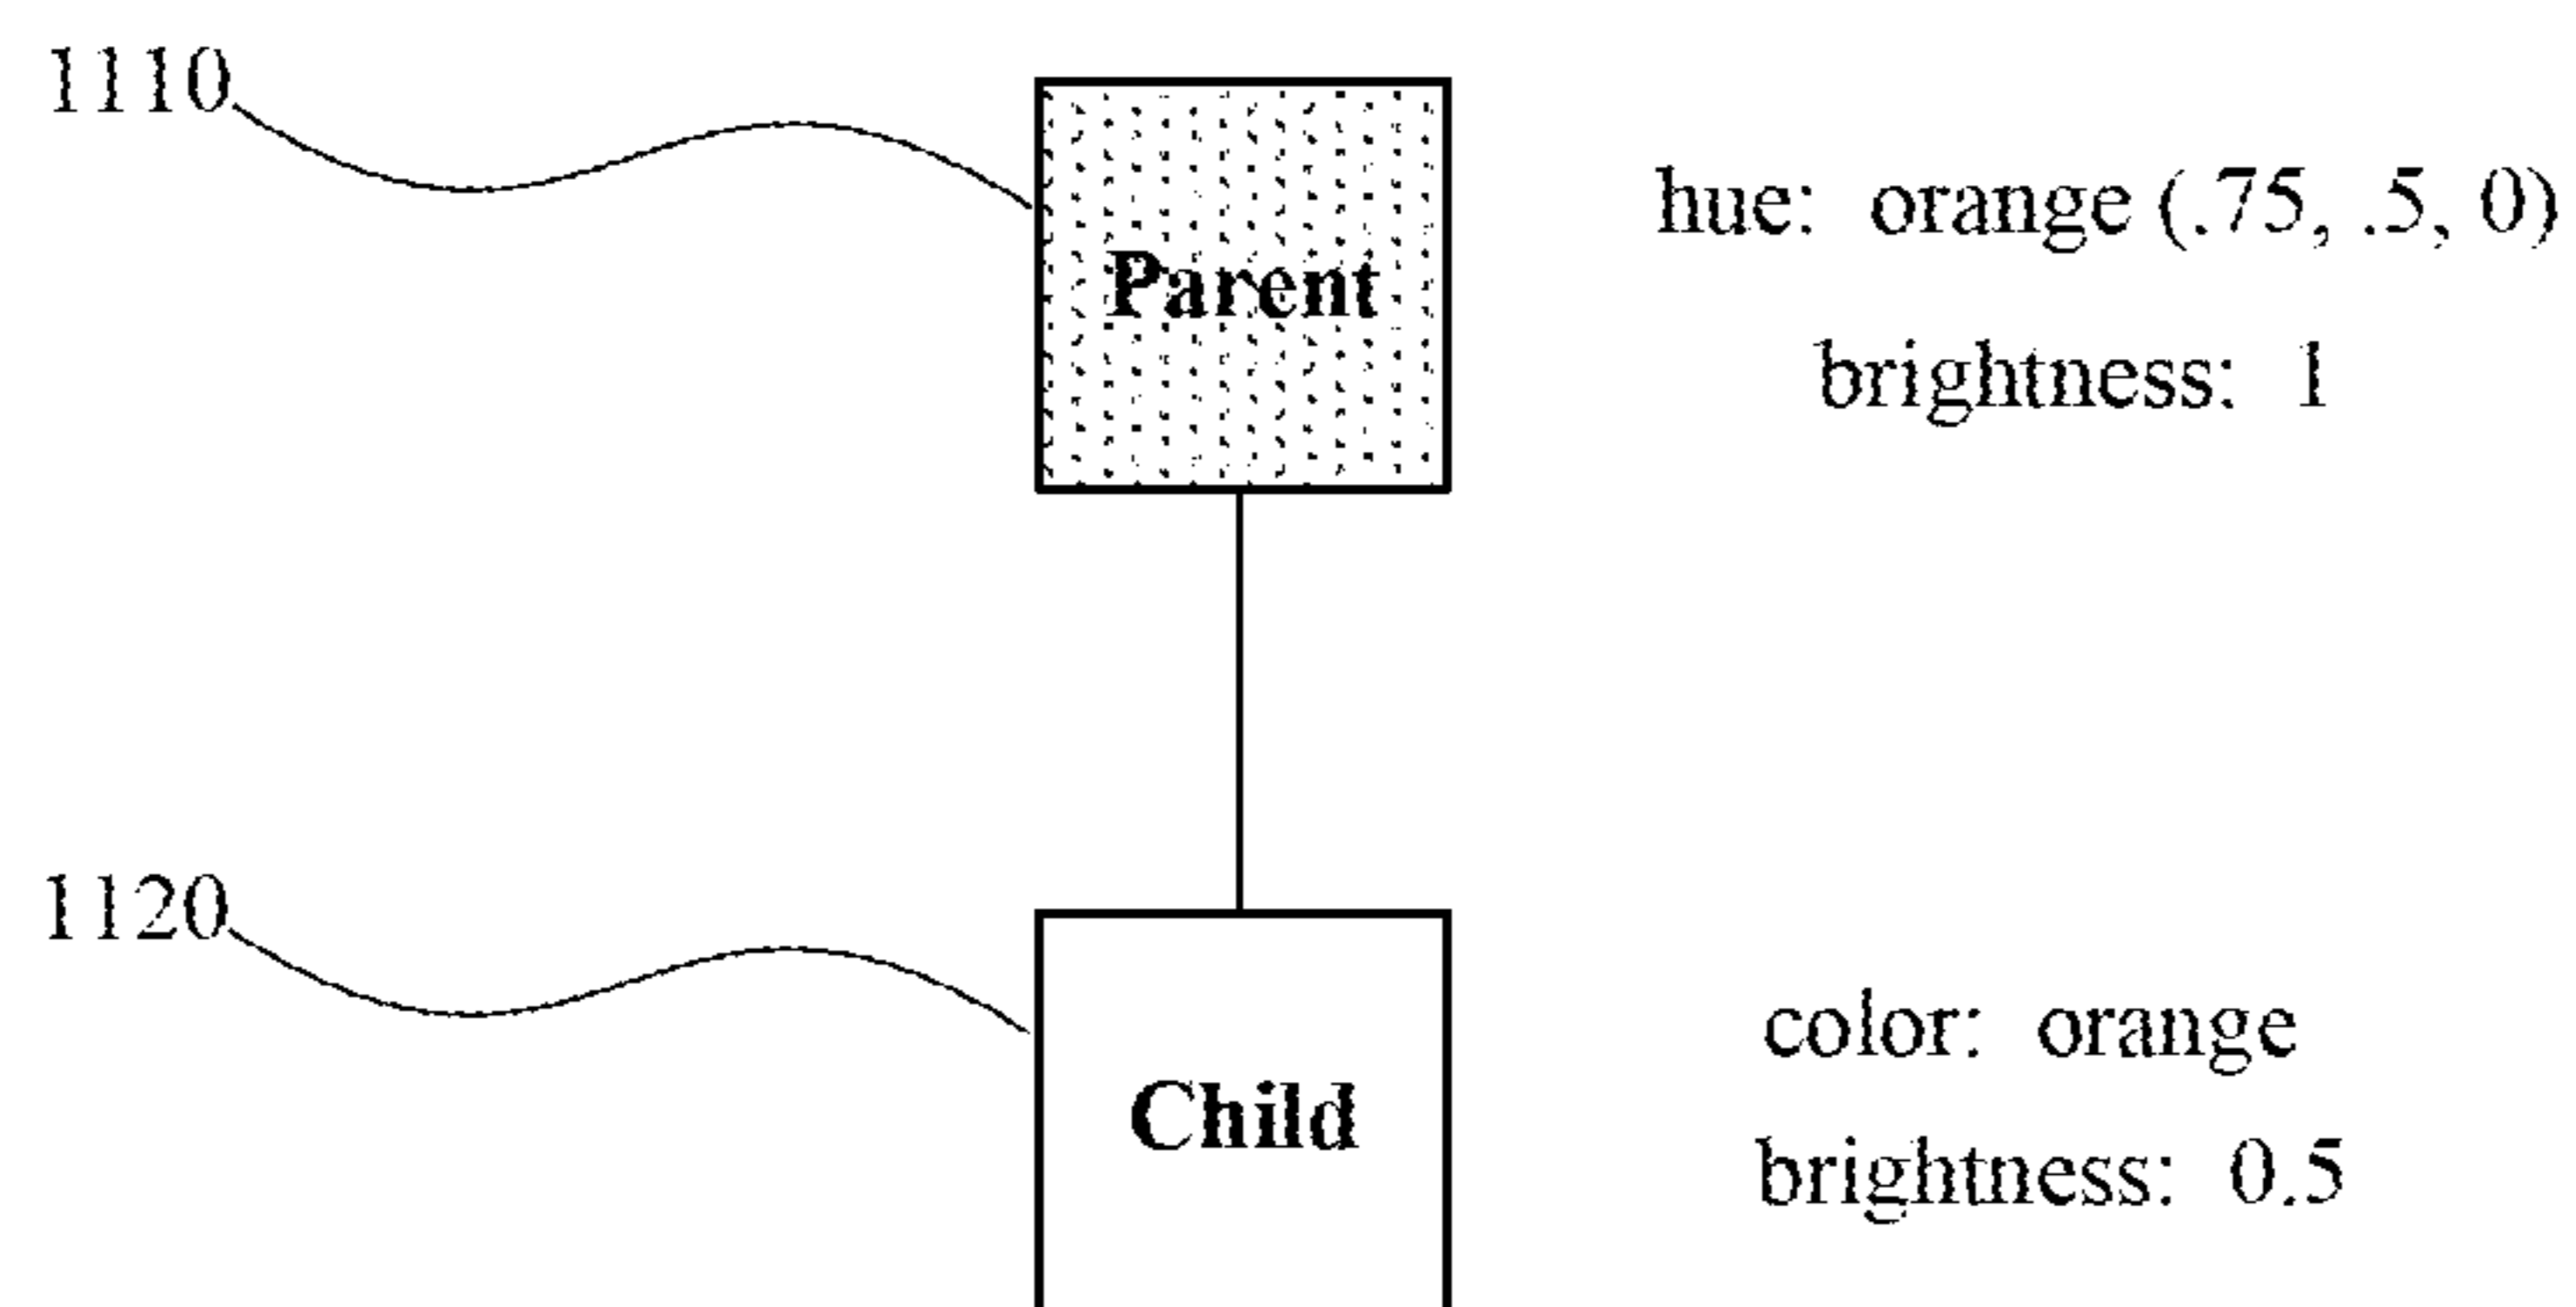 1110
hue: orange (.75, .5, 0)
Parent
brightness: 1
1120
color: orange
Child
brightness: 0.5